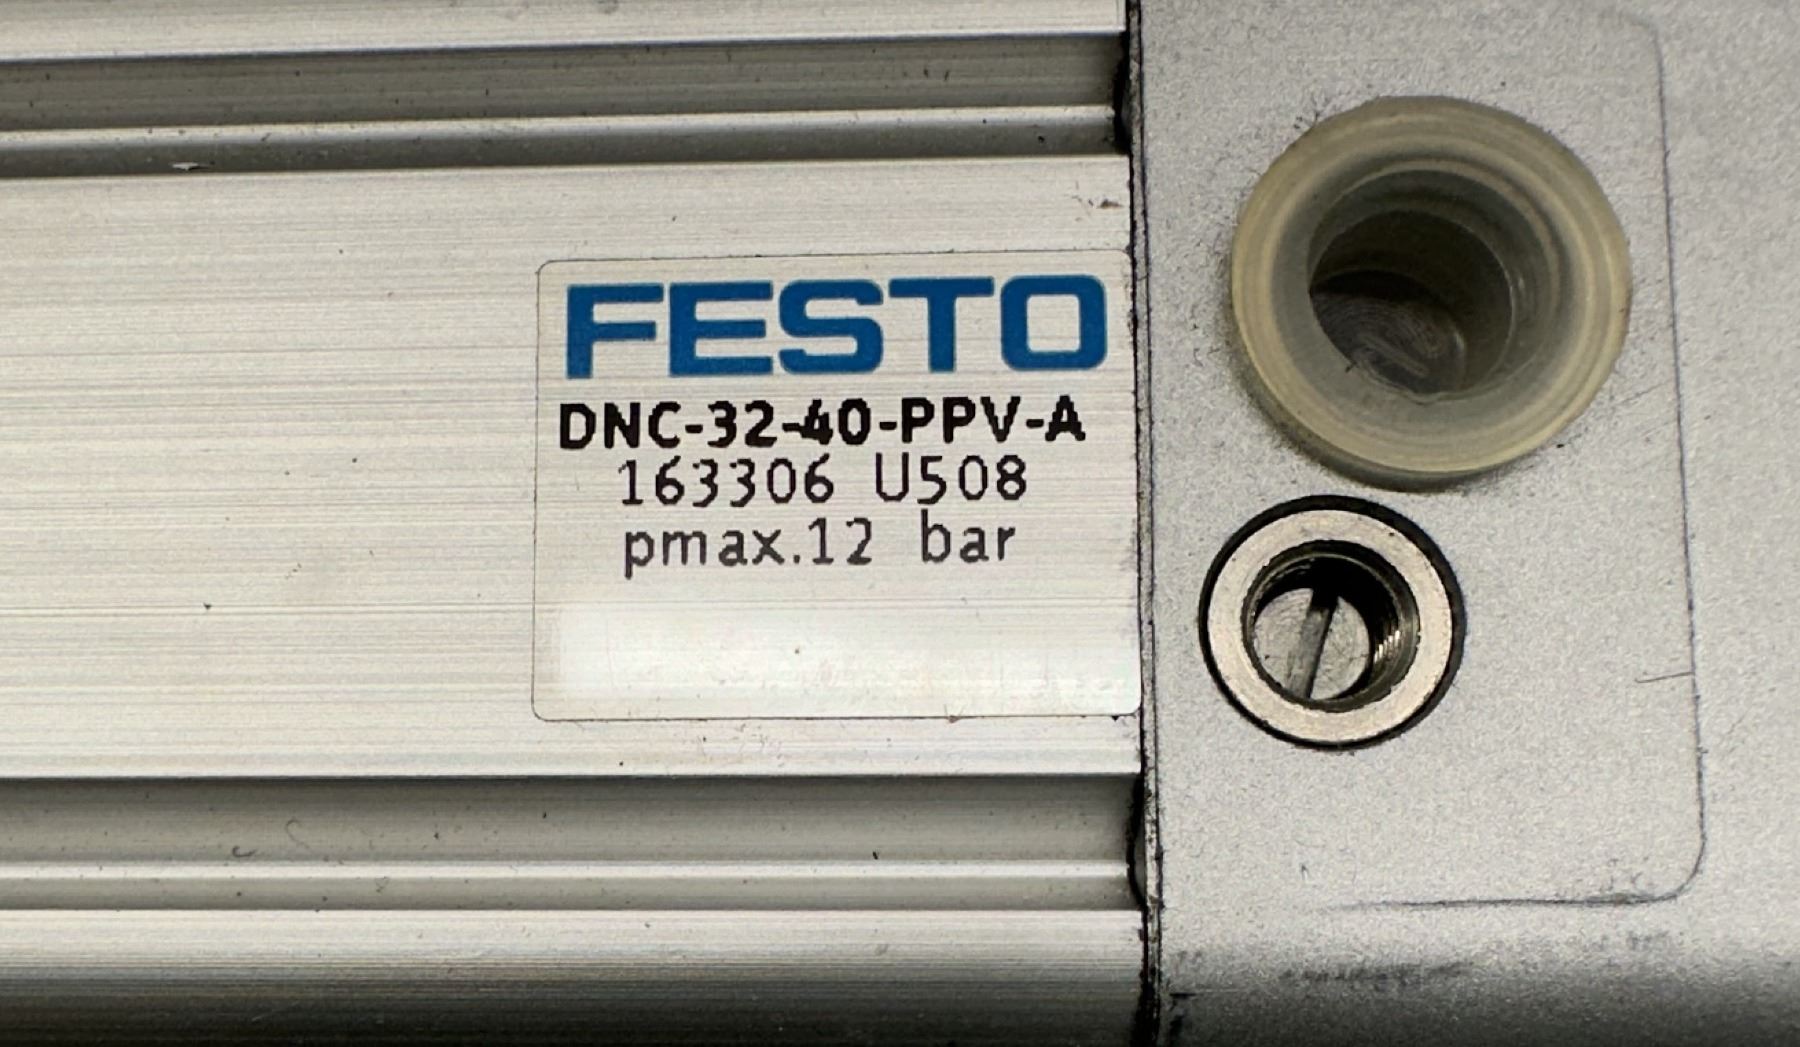 FESTO
DNC-32-40-PPV-A
163306 U508
pmax.12 bar